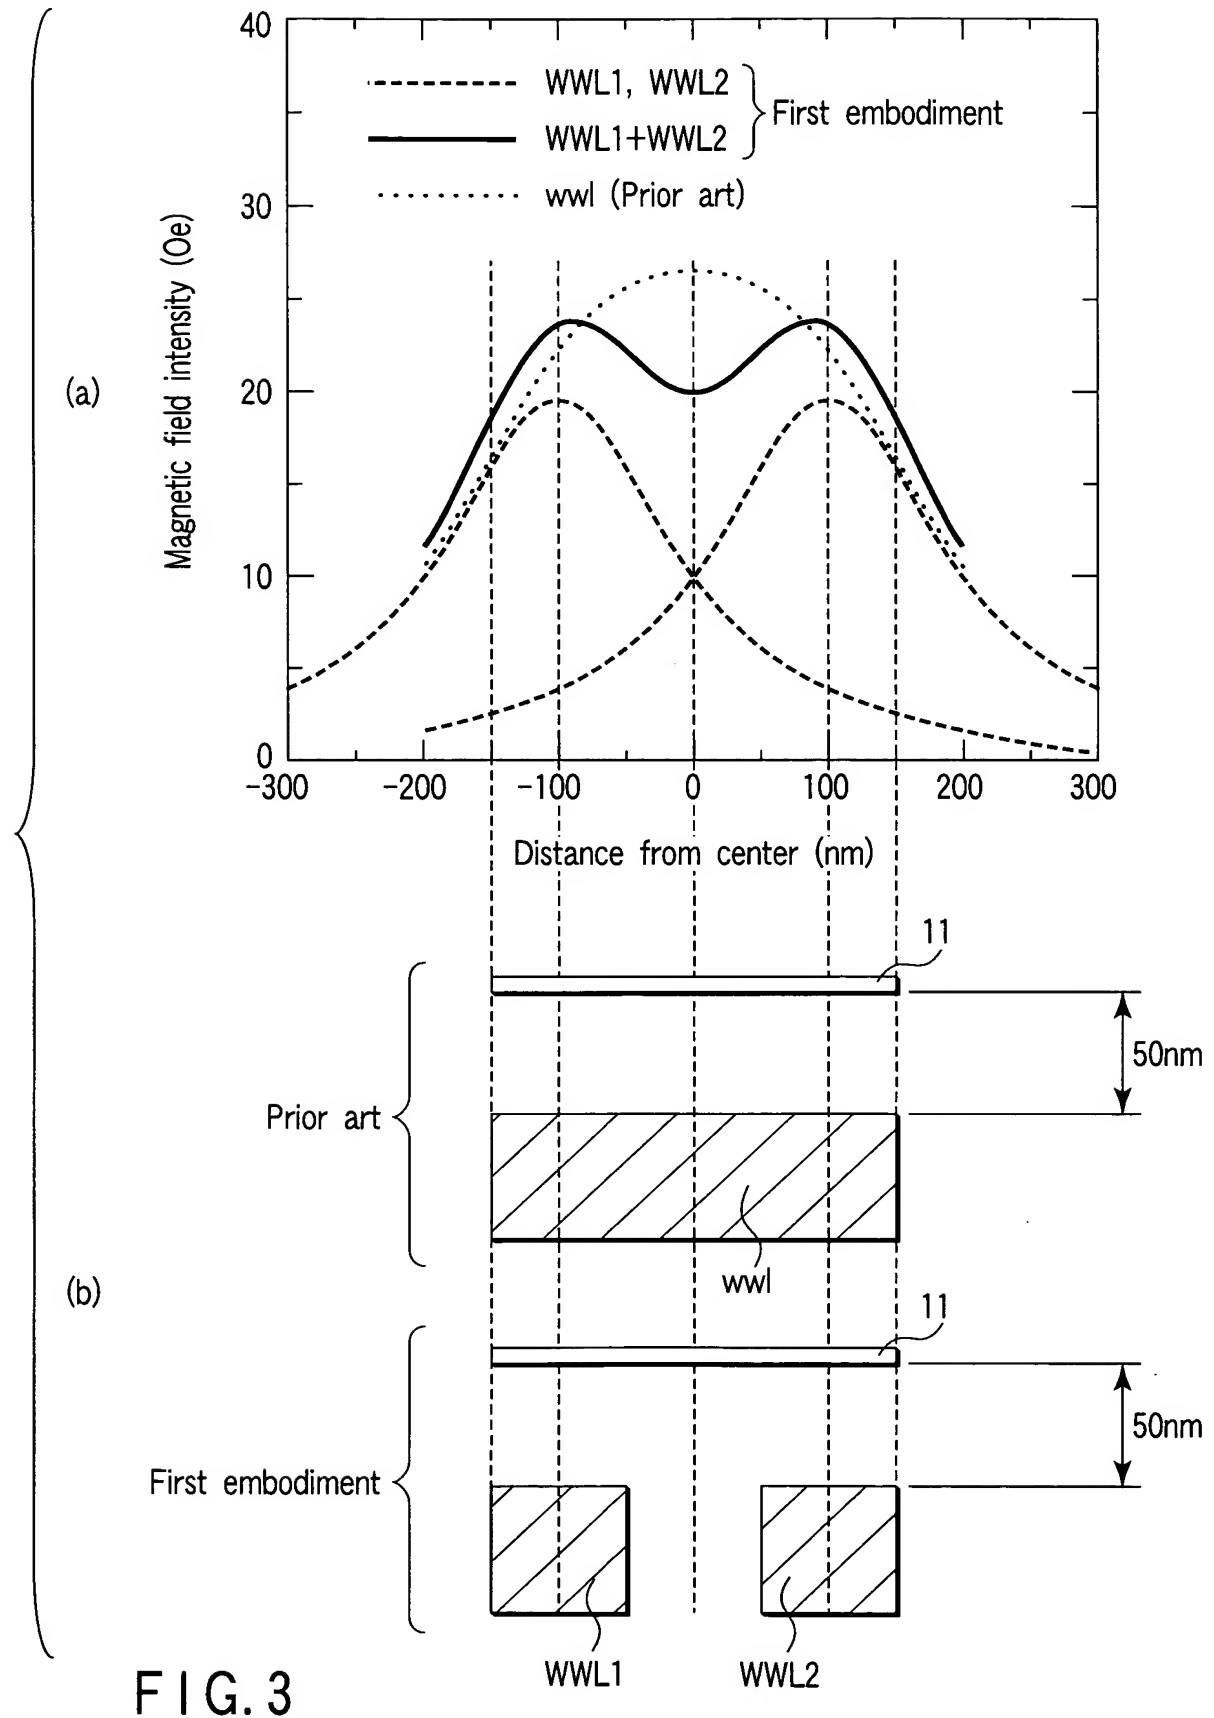 40
WWL1, WWL2
First embodiment
WWL1+WWL2
wwl (Prior art)
30
Magnetic field intensity (Oe)
(a)
20
10
0
-300 -200 -100 0 100 200 300
Distance from center (nm)
11
50nm
Prior art
wwl
(b)
11
50nm
First embodiment
WWL1 WWL2
FIG. 3